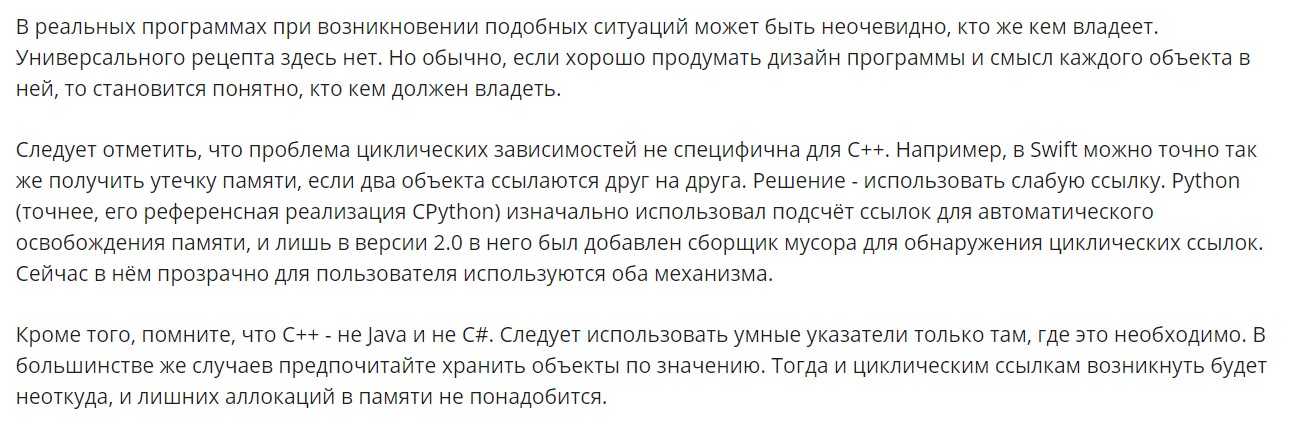 В реальных программах при возникновении подобных ситуаций может быть неочевидно, кто же кем владеет.
Универсального рецепта здесь нет. Но обычно, если хорошо продумать дизайн программы и смысл каждого объекта в
ней, то становится понятно, кто кем должен владеть.
Следует отметить, что проблема циклических зависимостей не специфична для C++. Например, в Swift можно точно так
же получить утечку памяти, если два объекта ссылаются друг на друга. Решение - использовать слабую ссылку. Python
(точнее, его референсная реализация CPython) изначально использовал подсчёт ссылок для автоматического
освобождения памяти, и лишь в версии 2.0 в него был добавлен сборщик мусора для обнаружения циклических ссылок.
Сейчас в нём прозрачно для пользователя используются оба механизма.
Кроме того, помните, что C++ - не Java и не C#. Следует использовать умные указатели только там, где это необходимо. В
большинстве же случаев предпочитайте хранить объекты по значению. Тогда и циклическим ссылкам возникнуть будет
неоткуда, и лишних аллокаций в памяти не понадобится.